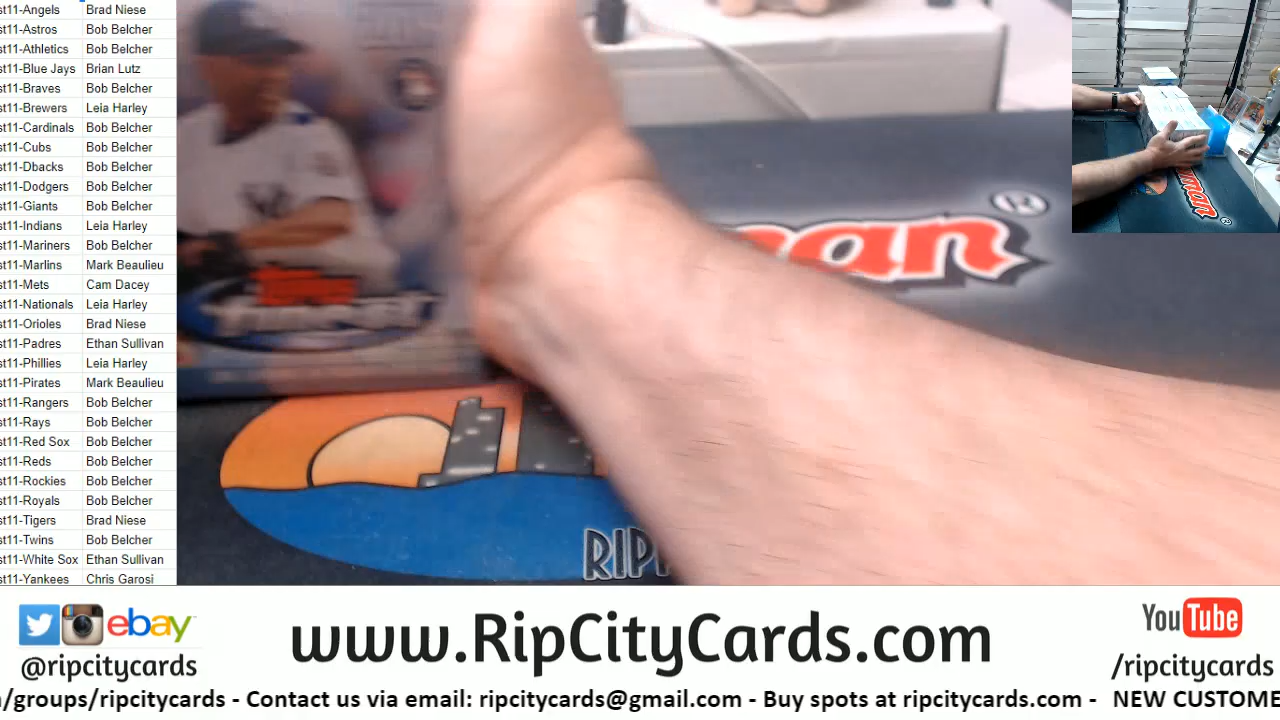 st11-Angels Brad Niese
st11-Astros Bob Belcher
st11-Athletics Bob Belcher
st11-Blue Jays Brian Lutz
st11-Braves Bob Belcher
st11-Brewers Leia Harley
st11-Cardinals Bob Belcher
st11-Cubs Bob Belcher
st11-Dbacks Bob Belcher
st11-Dodgers Bob Belcher
st11-Giants Bob Belcher
st11-Indians Leia Harley
st11-Mariners Bob Belcher
st11-Marlins Mark Beaulieu
st11-Mets Cam Dacey
st11-Nationals Leia Harley
st11-Orioles Brad Niese
st11-Padres Ethan Sullivan
st11-Phillies Leia Harley
st11-Pirates Mark Beaulieu
st11-Rangers Bob Belcher
st11-Rays Bob Belcher
st11-Red Sox Bob Belcher
st11-Reds Bob Belcher
st11-Rockies Bob Belcher
st11-Royals Bob Belcher
st11-Tigers Brad Niese
st11-Twins Bob Belcher
st11-White Sox Ethan Sullivan
st11-Yankees Chris Garosi
Topps
Finest
man ®
RIP
man
ebay
@ripcitycards
www.RipCityCards.com
YouTube
/ripcitycards
/groups/ripcitycards - Contact us via email: ripcitycards@gmail.com - Buy spots at ripcitycards.com - NEW CUSTOME